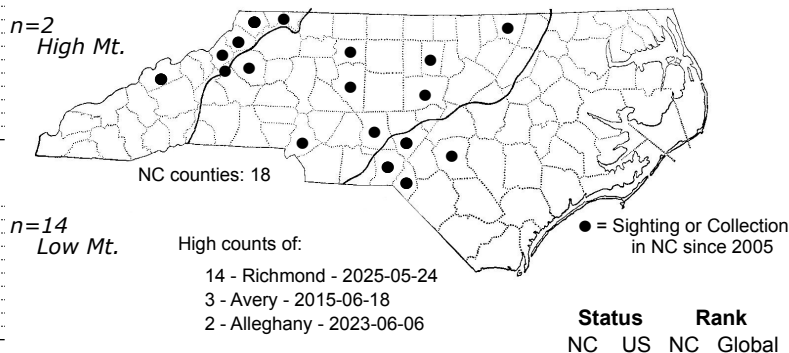 n=2
High Mt.
NC counties: 18
n=14
Low Mt.
High counts of:
14 - Richmond - 2025-05-24
3 - Avery - 2015-06-18
2 - Alleghany - 2023-06-06
● = Sighting or Collection
in NC since 2005
Status Rank
NC US NC Global